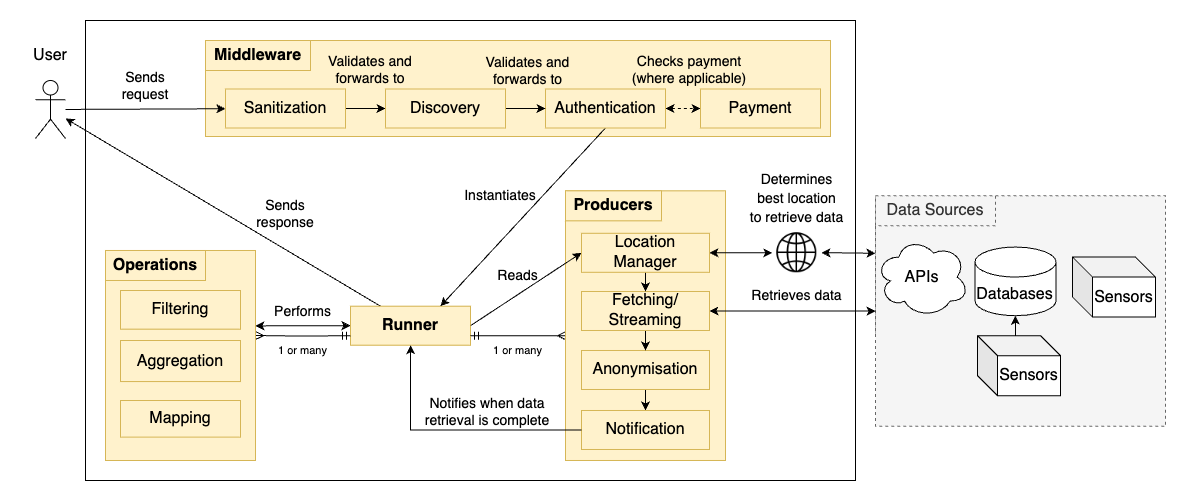 User
Sends
request
Middleware
Validates and
forwards to
Validates and
forwards to
Checks payment
(where applicable)
Sanitization
Discovery
Authentication
Payment
Instantiates
Sends
response
Determines
best location
to retrieve data
Producers
Location
Manager
Fetching/
Streaming
Anonymisation
Notification
Data Sources
APIs
Databases
Sensors
Sensors
Retrieves data
Operations
Filtering
Aggregation
Mapping
Performs
1 or many
Runner
Reads
1 or many
Notifies when data
retrieval is complete